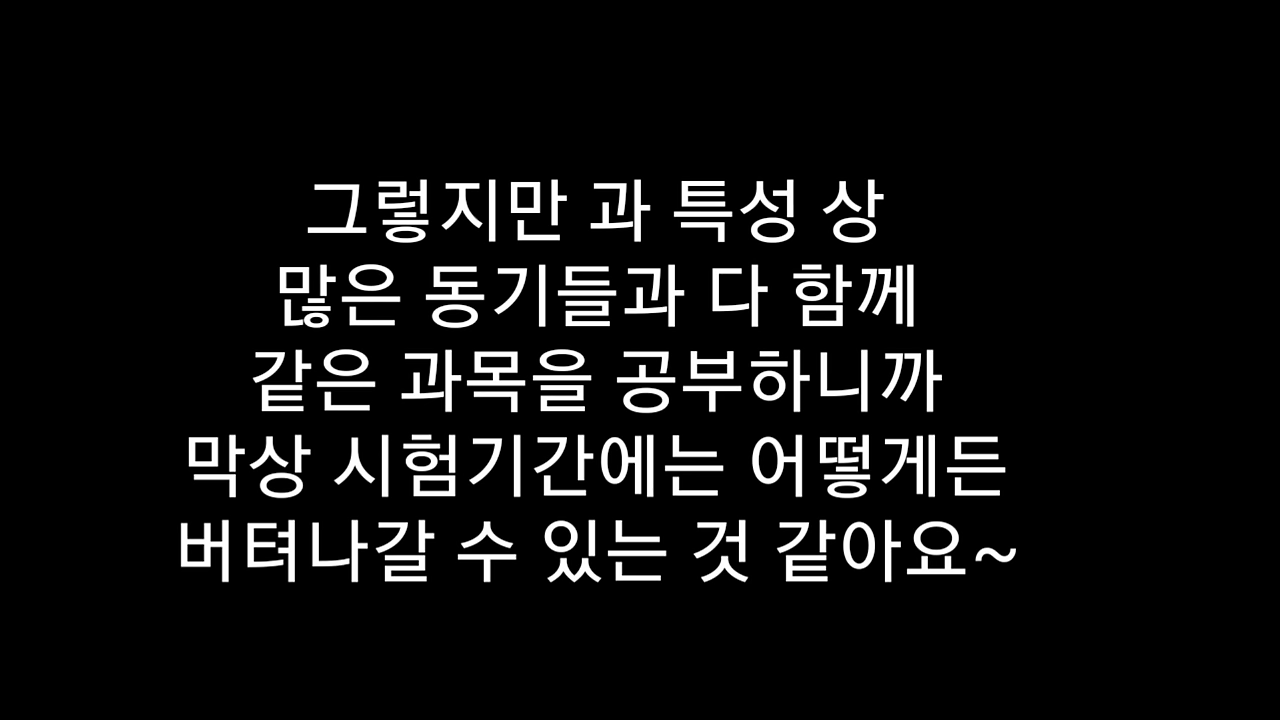 그렇지만 과 특성 상
많은 동기들과 다 함께
같은 과목을 공부하니까
막상 시험기간에는 어떻게든
버텨나갈 수 있는 것 같아요~